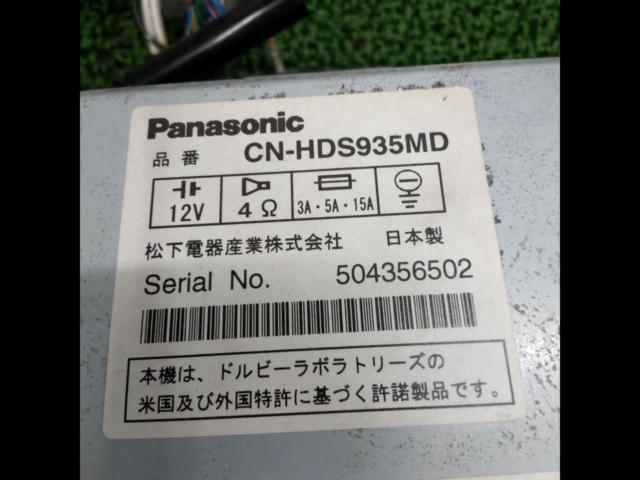 Panasonic
品番 CN-HDS935MD
12V 4Ω 3A・5A・15A
松下電器産業株式会社 日本製
Serial No. 504356502
本機は、ドルビーラボラトリーズの
米国及び外国特許に基づく許諾製品です。